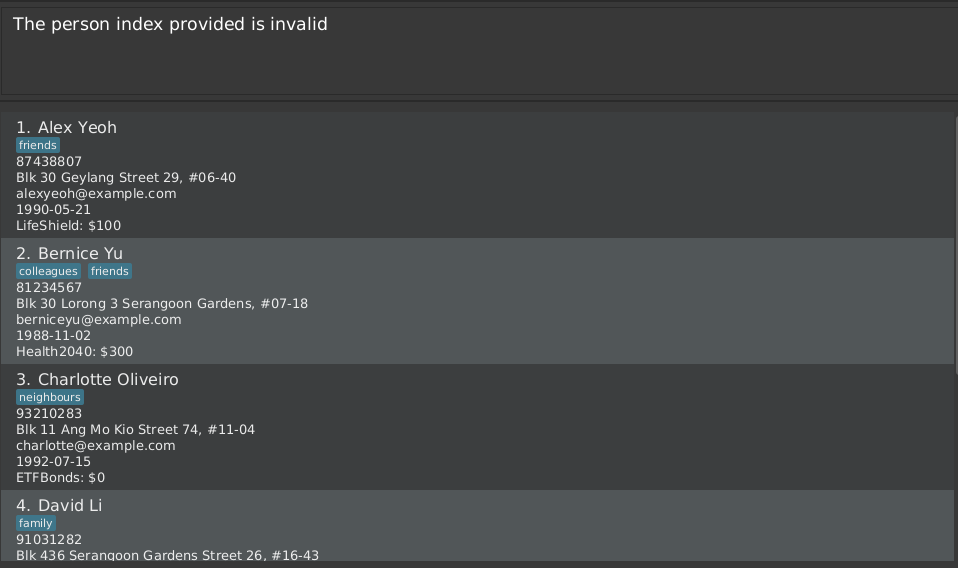 The person index provided is invalid
1. Alex Yeoh
friends
87438807
Blk 30 Geylang Street 29, #06-40
alexyeoh@example.com
1990-05-21
LifeShield: $100
2. Bernice Yu
colleagues friends
81234567
Blk 30 Lorong 3 Serangoon Gardens, #07-18
berniceyu@example.com
1988-11-02
Health2040: $300
3. Charlotte Oliveiro
neighbours
93210283
Blk 11 Ang Mo Kio Street 74, #11-04
charlotte@example.com
1992-07-15
ETFBonds: $0
4. David Li
family
91031282
Blk 436 Serangoon Gardens Street 26, #16-43